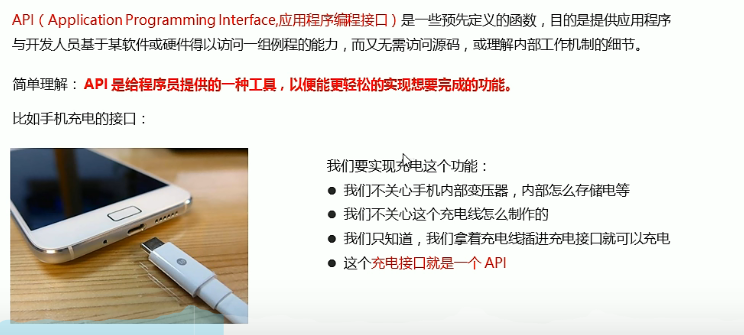 API（Application Programming Interface,应用程序编程接口）是一些预先定义的函数，目的是提供应用程序
与开发人员基于某软件或硬件得以访问一组例程的能力，而又无需访问源码，或理解内部工作机制的细节。
简单理解： API 是给程序员提供的一种工具，以便能更轻松的实现想要完成的功能。
比如手机充电的接口：
我们要实现充电这个功能：
● 我们不关心手机内部变压器，内部怎么存储电等
● 我们不关心这个充电线怎么制作的
● 我们只知道，我们拿着充电线插进充电接口就可以充电
● 这个充电接口就是一个 API